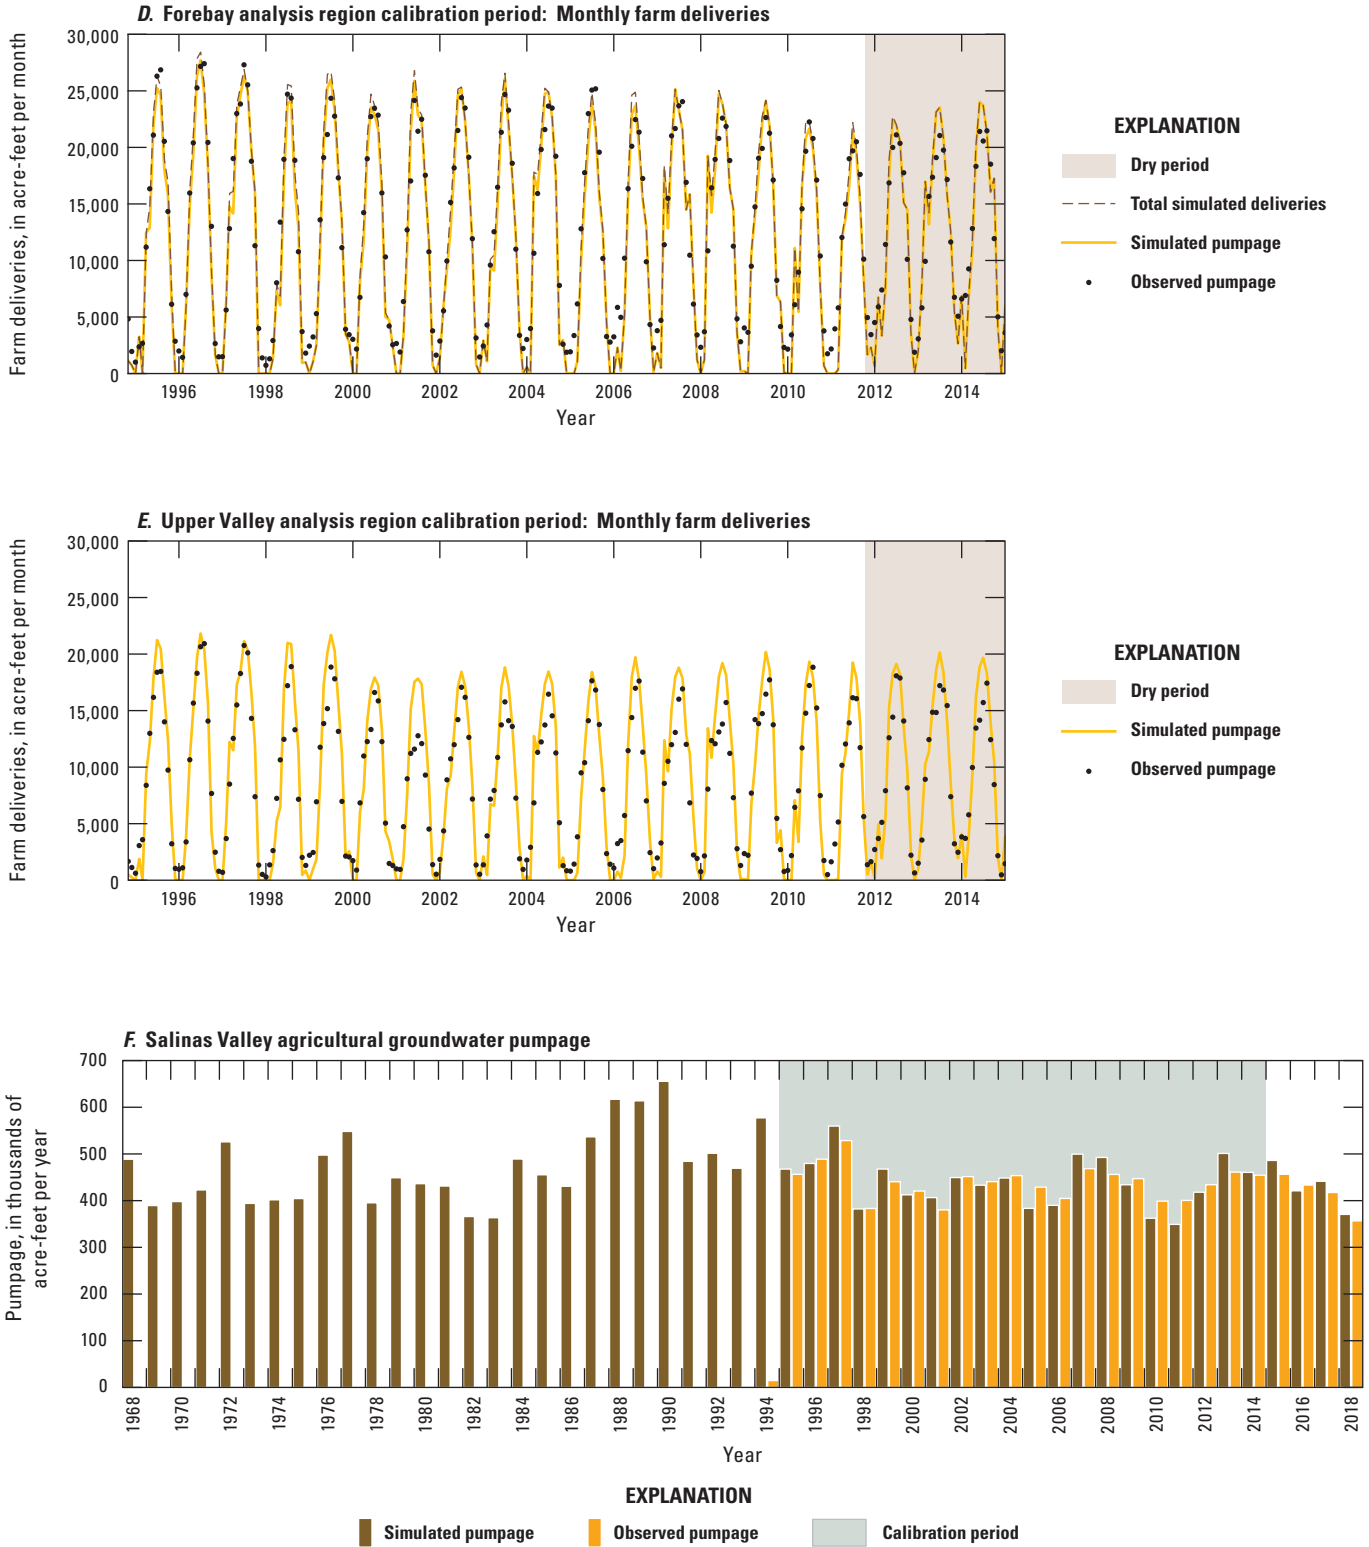 D. Forebay analysis region calibration period: Monthly farm deliveries
Farm deliveries, in acre-feet per month
30,000
25,000
20,000
15,000
10,000
5,000
0
1996 1998 2000 2002 2004 2006 2008 2010 2012 2014
Year
EXPLANATION
Dry period
Total simulated deliveries
Simulated pumpage
Observed pumpage
E. Upper Valley analysis region calibration period: Monthly farm deliveries
Farm deliveries, in acre-feet per month
30,000
25,000
20,000
15,000
10,000
5,000
0
1996 1998 2000 2002 2004 2006 2008 2010 2012 2014
Year
EXPLANATION
Dry period
Simulated pumpage
Observed pumpage
F. Salinas Valley agricultural groundwater pumpage
Pumpage, in thousands of
acre-feet per year
700
600
500
400
300
200
100
0
1968 1970 1972 1974 1976 1978 1980 1982 1984 1986 1988 1990 1992 1994 1996 1998 2000 2002 2004 2006 2008 2010 2012 2014 2016 2018
Year
EXPLANATION
Simulated pumpage
Observed pumpage
Calibration period